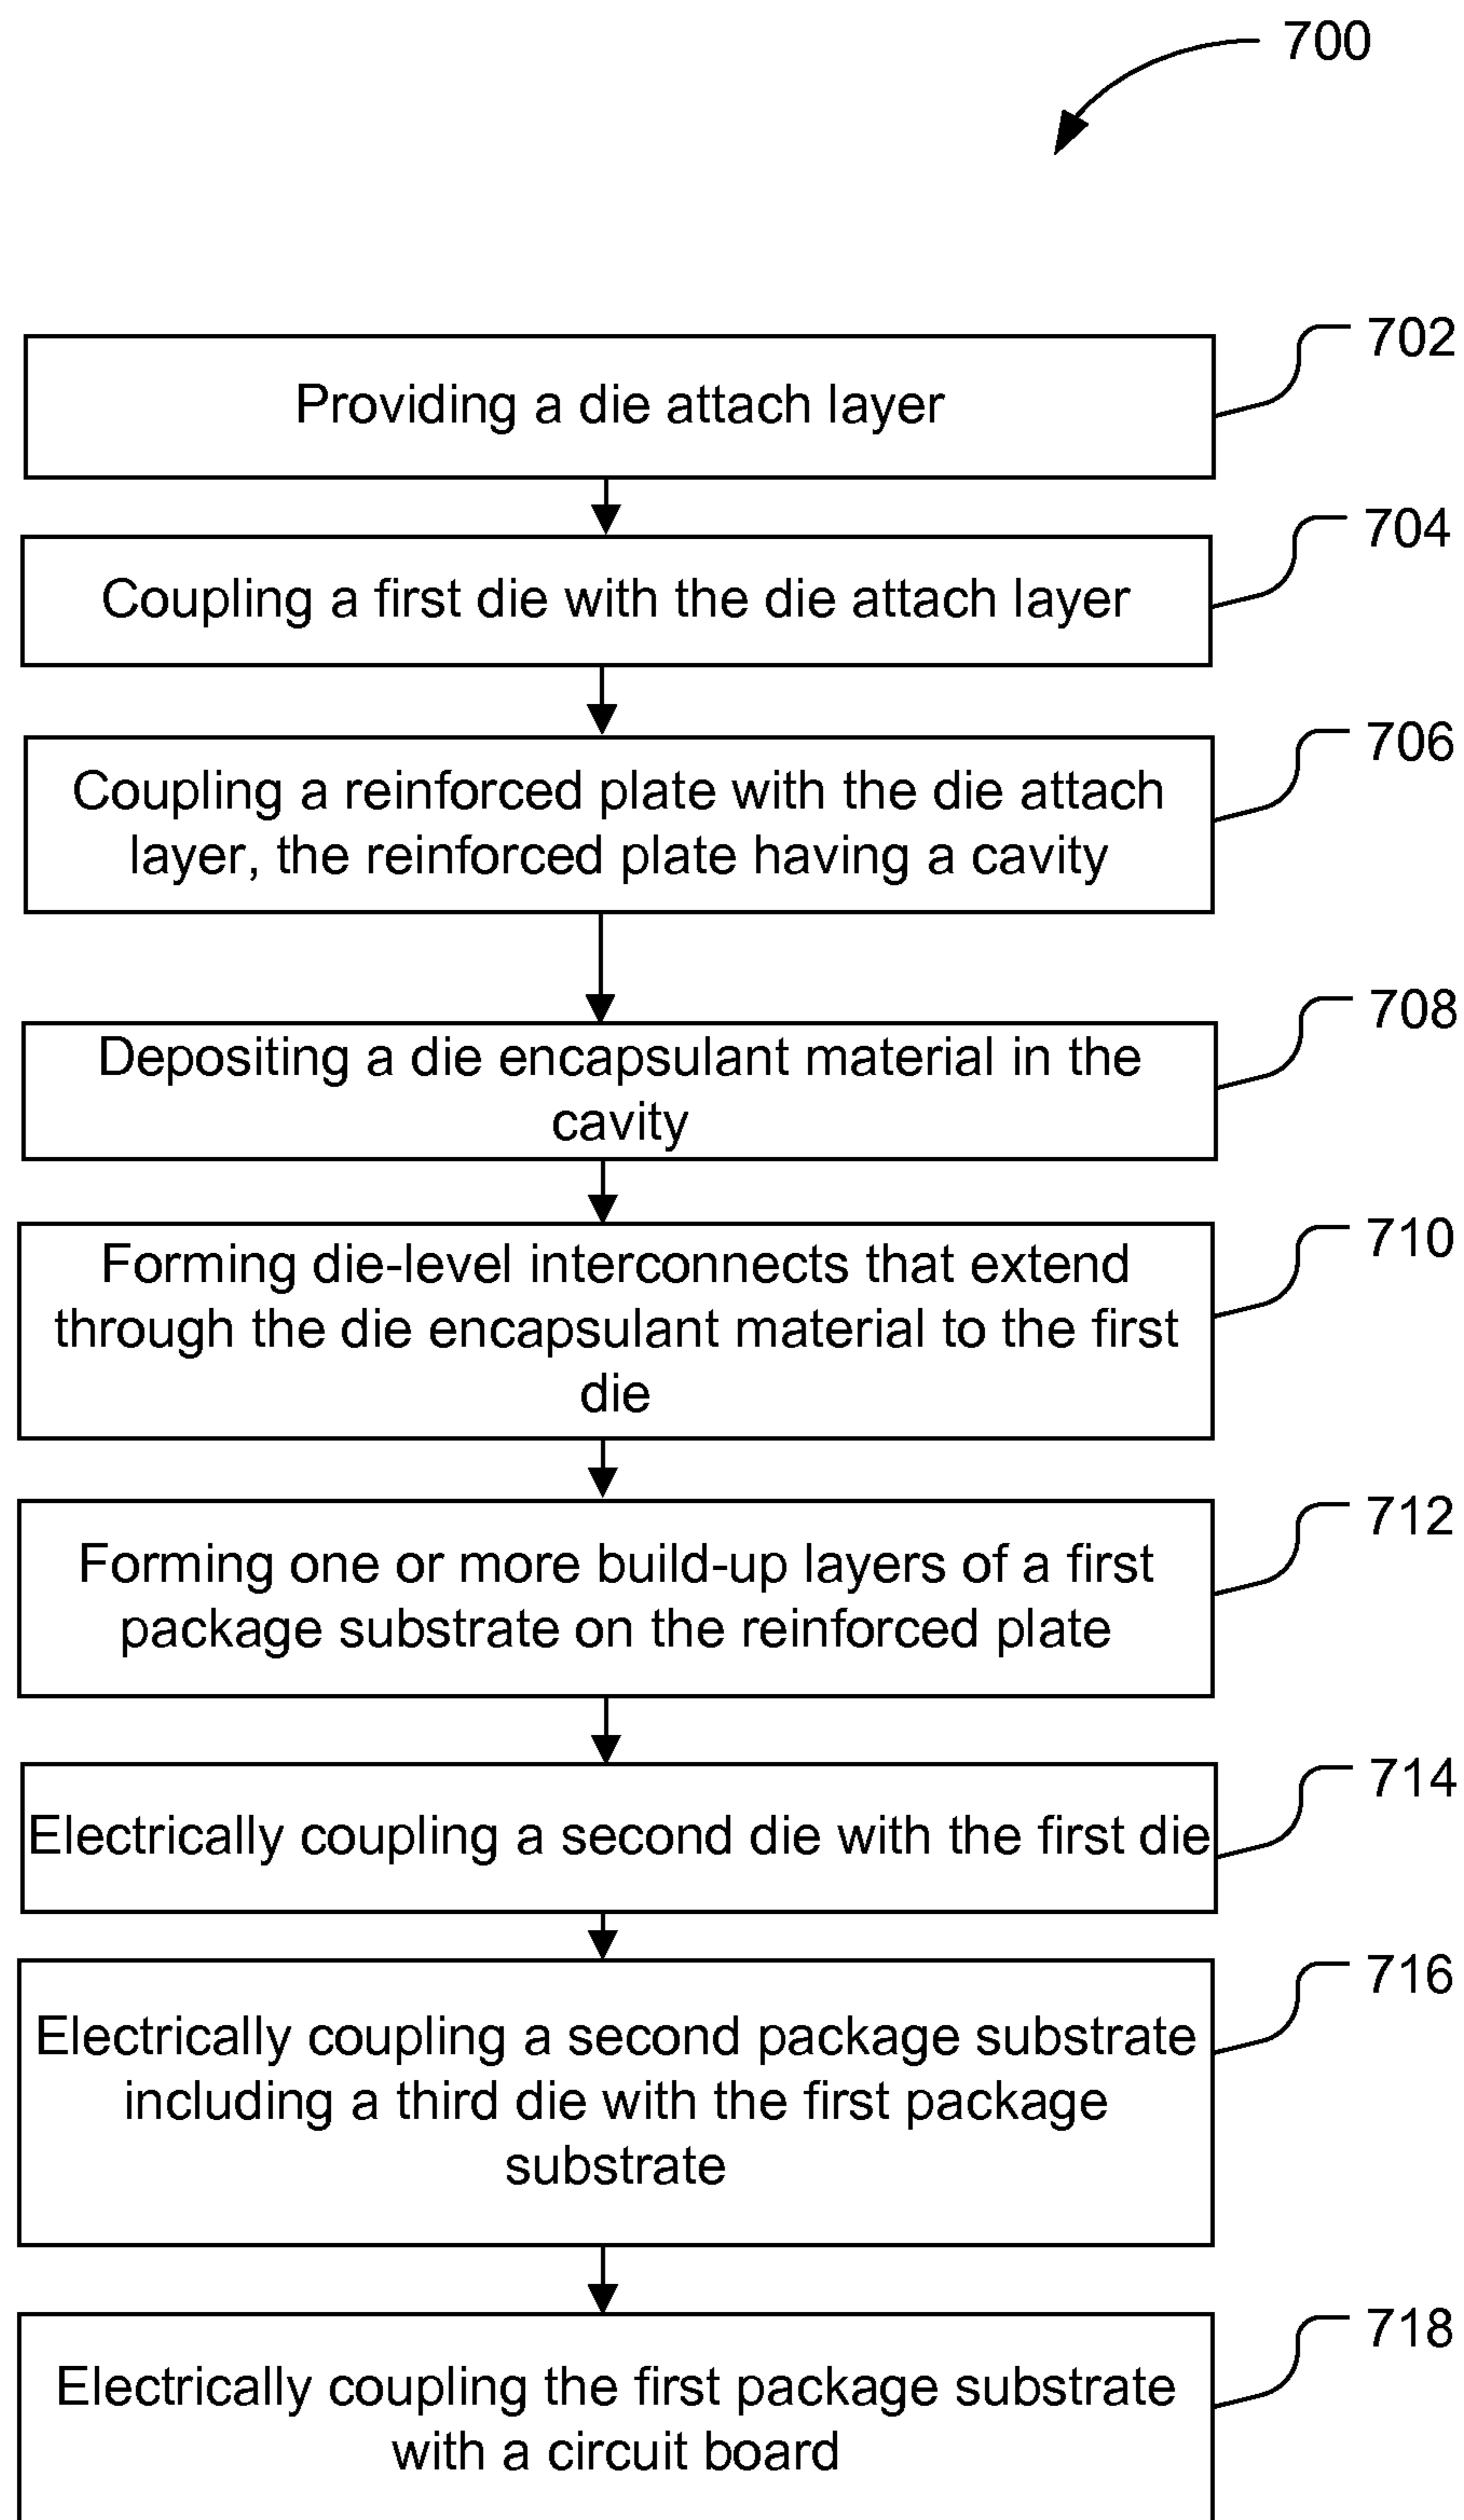 700
702
Providing a die attach layer
704
Coupling a first die with the die attach layer
706
Coupling a reinforced plate with the die attach
layer, the reinforced plate having a cavity
708
Depositing a die encapsulant material in the
cavity
710
Forming die-level interconnects that extend
through the die encapsulant material to the first
die
712
Forming one or more build-up layers of a first
package substrate on the reinforced plate
714
Electrically coupling a second die with the first die
716
Electrically coupling a second package substrate
including a third die with the first package
substrate
718
Electrically coupling the first package substrate
with a circuit board